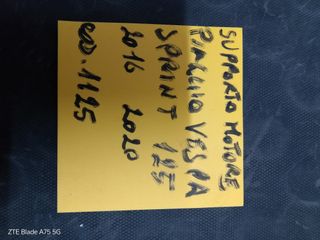 SUPPORTO MOTORE
PIAGGIO VESPA
SPRINT 125
2016 2020
COD. 1125
ZTE Blade A75 5G